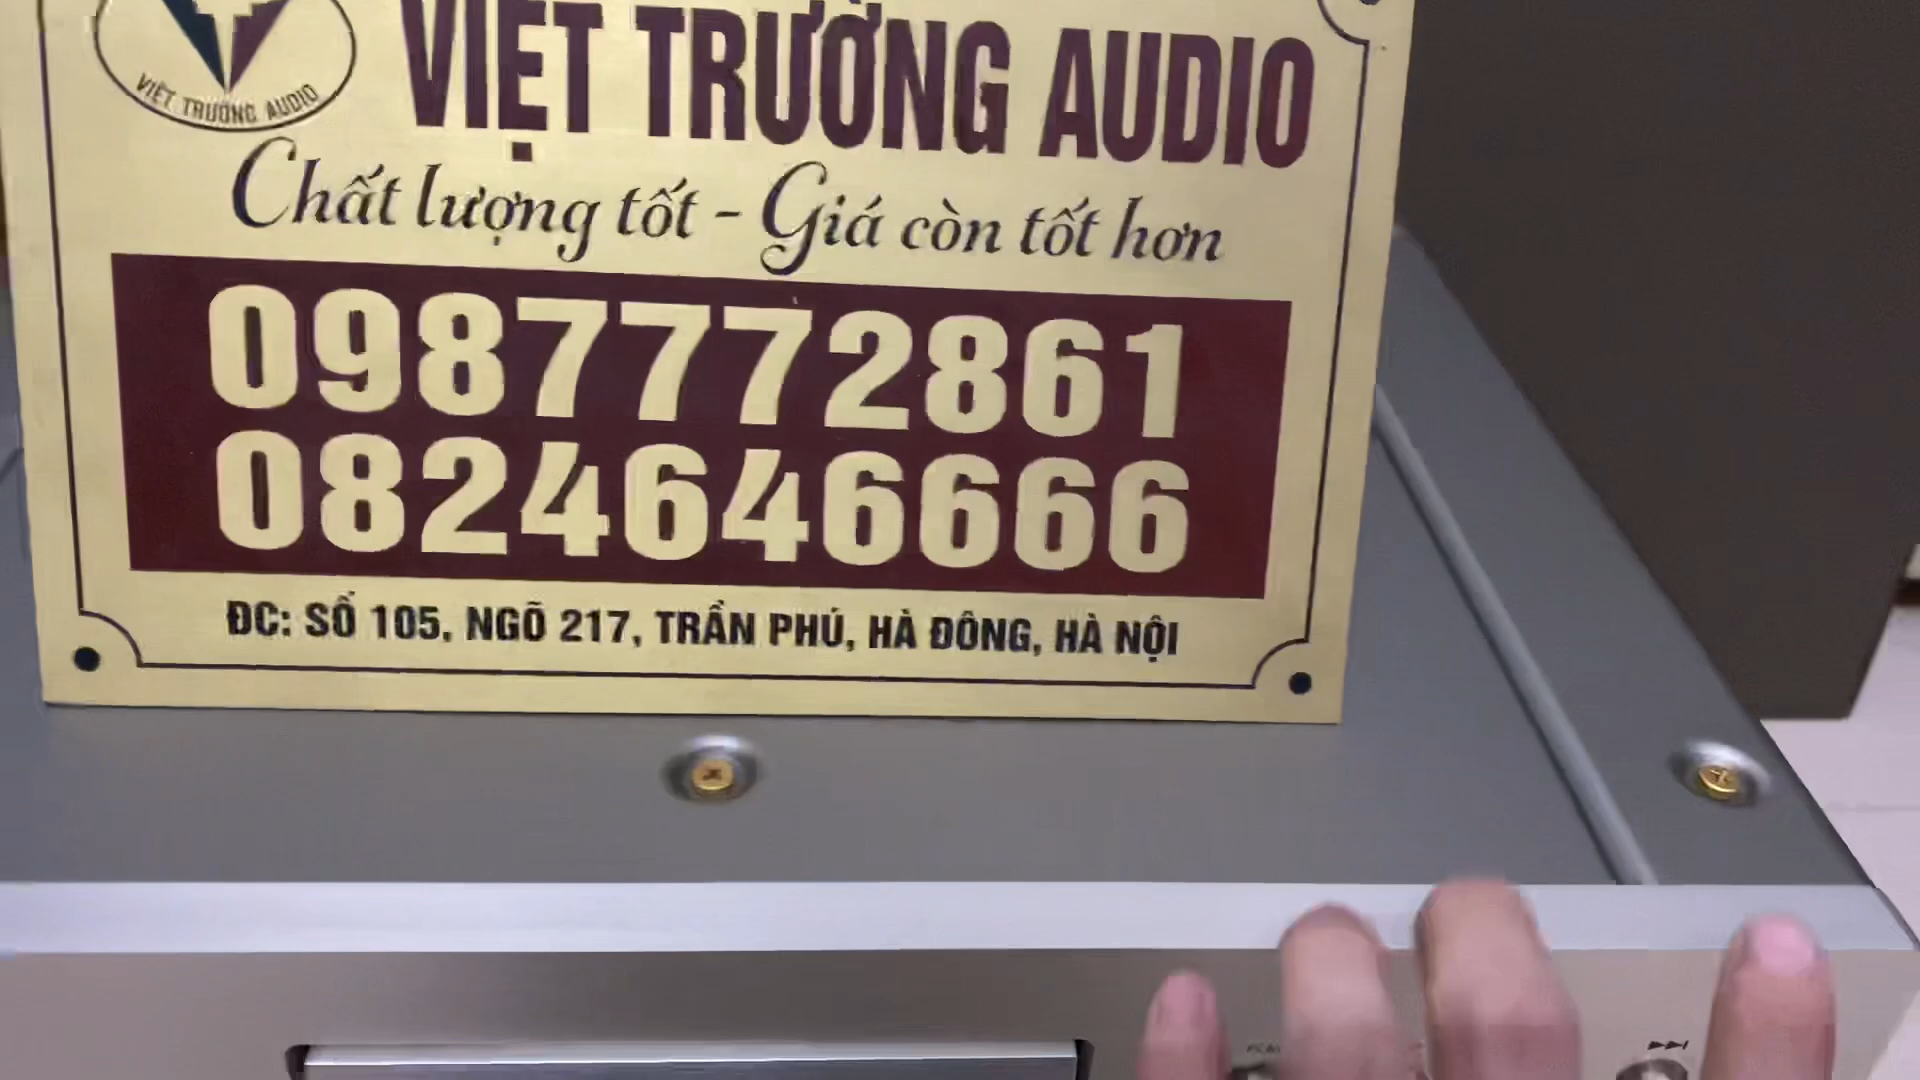 VIỆT TRƯỜNG AUDIO
VIỆT TRƯỜNG AUDIO
Chất lượng tốt - Giá còn tốt hơn
0987772861
0824646666
ĐC: SỐ 105, NGÕ 217, TRẦN PHÚ, HÀ ĐÔNG, HÀ NỘI